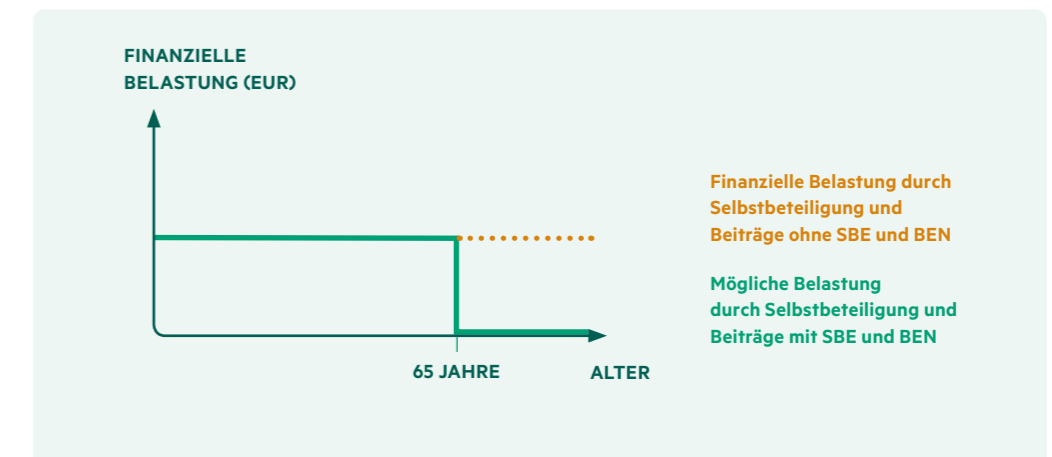 FINANZIELLE
BELASTUNG (EUR)
Finanzielle Belastung durch
Selbstbeteiligung und
Beiträge ohne SBE und BEN
Mögliche Belastung
durch Selbstbeteiligung und
Beiträge mit SBE und BEN
65 JAHRE
ALTER